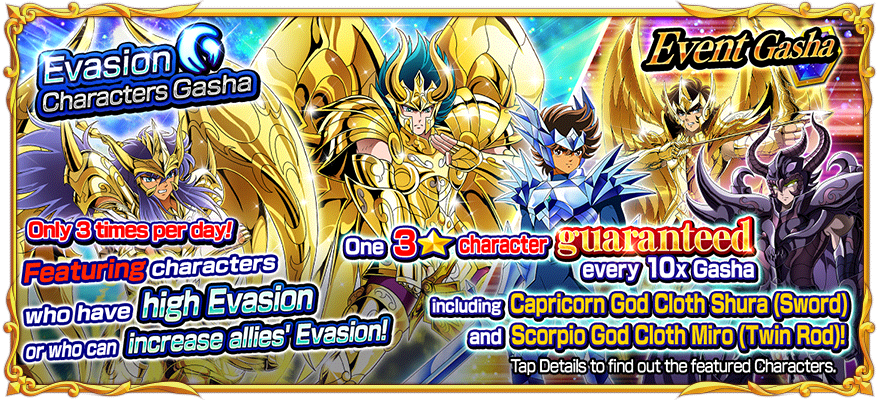 Evasion
Characters Gasha
Event Gasha
Only 3 times per day!
Featuring characters
who have high Evasion
or who can increase allies' Evasion!
One 3★ character guaranteed
every 10x Gasha
including Capricorn God Cloth Shura (Sword)
and Scorpio God Cloth Miro (Twin Rod)!
Tap Details to find out the featured Characters.